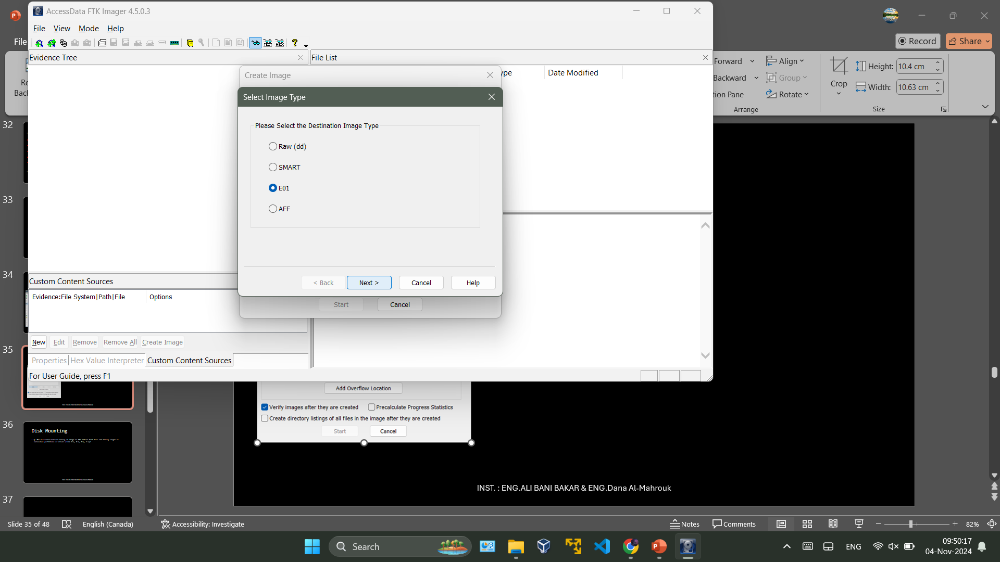 AccessData FTK Imager 4.5.0.3
File View Mode Help
Evidence Tree
File List
Date Modified
Create Image
Select Image Type
Please Select the Destination Image Type
Raw (dd)
SMART
E01
AFF
< Back Next > Cancel Help
Start Cancel
Custom Content Sources
Evidence:File System|Path|File Options
New Edit Remove Remove All Create Image
Properties Hex Value Interpreter Custom Content Sources
For User Guide, press F1
File
Record Share
Forward Align Height: 10.4 cm
Backward Group Crop
Width: 10.63 cm
Pane Rotate
Arrange Size
32
33
34
35
36
Disk Mounting
37
Add Overflow Location
Verify images after they are created Precalculate Progress Statistics
Create directory listings of all files in the image after they are created
Start Cancel
INST. : ENG.ALI BANI BAKAR & ENG.Dana Al-Mahrouk
Slide 35 of 48 English (Canada) Accessibility: Investigate Notes Comments 82%
Search ENG 09:50:17
04-Nov-2024